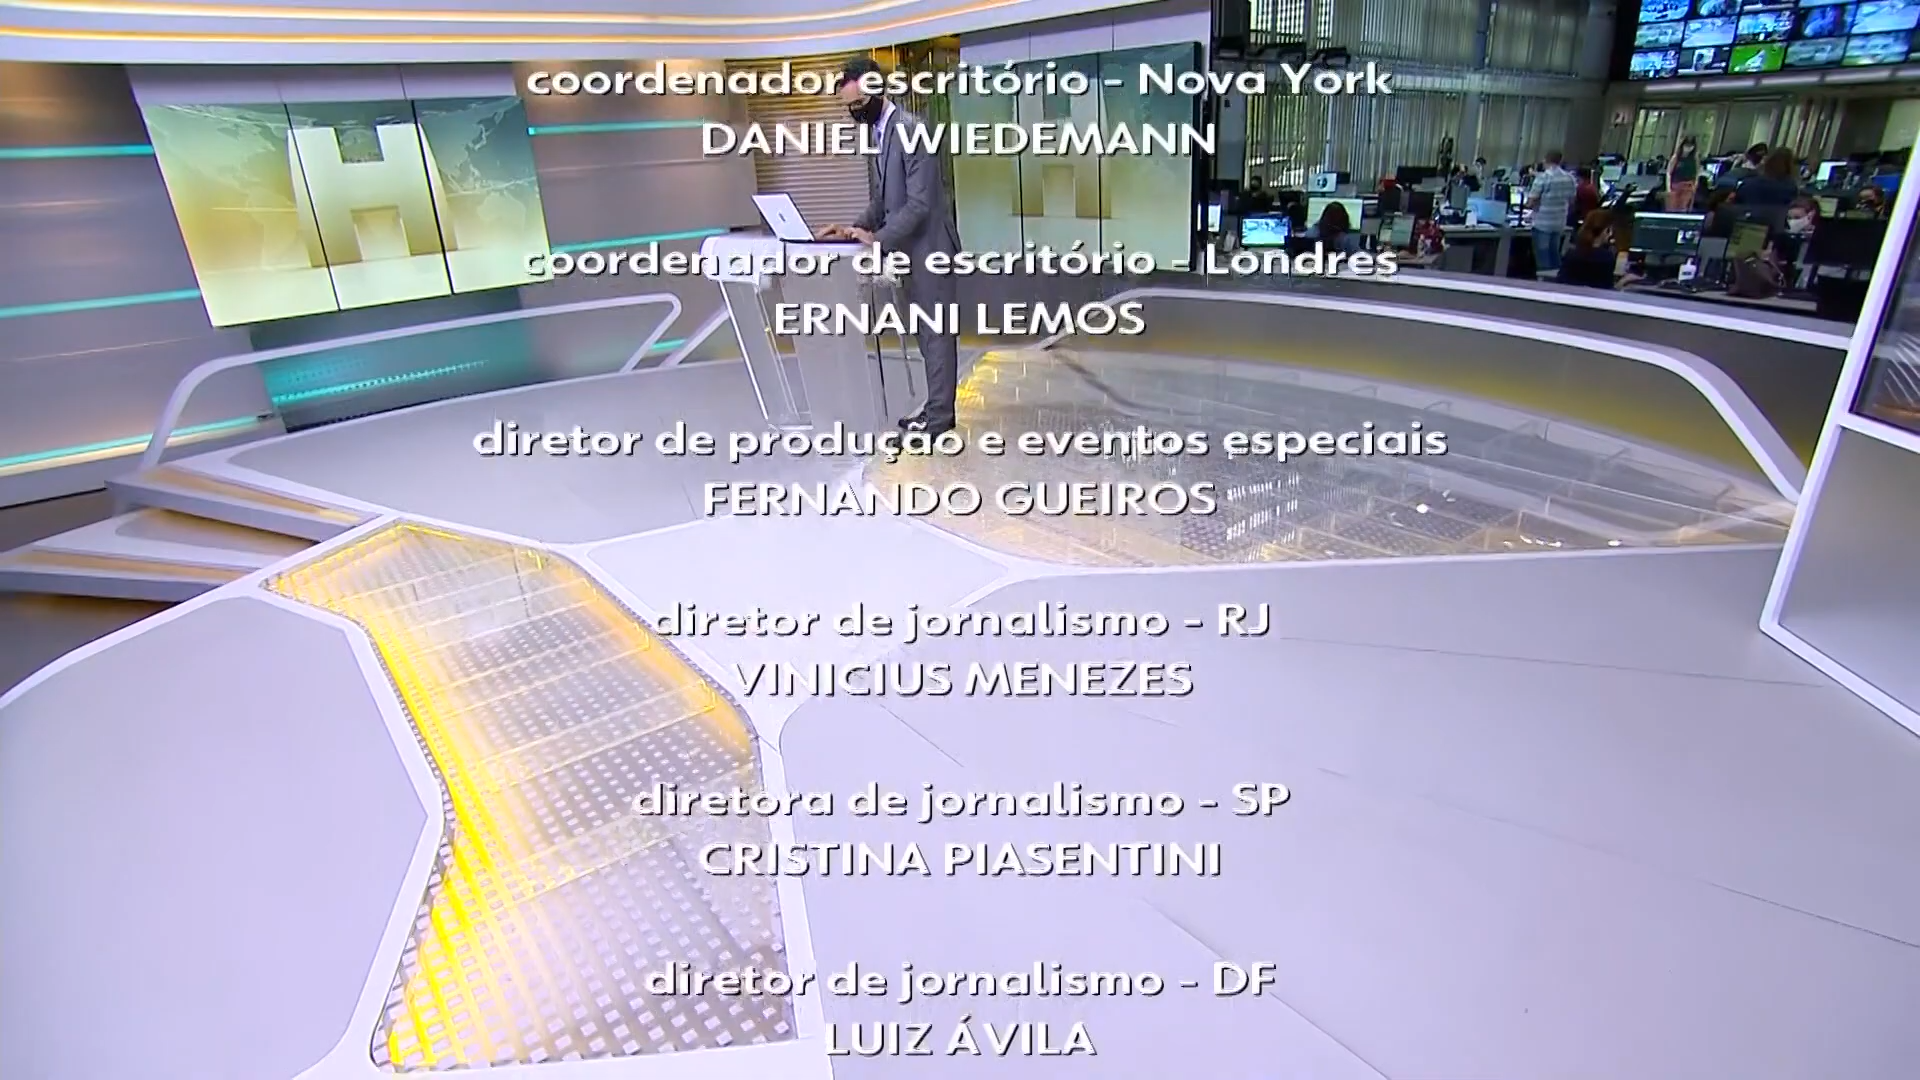 coordenador escritório - Nova York
DANIEL WIEDEMANN
coordenador de escritório - Londres
ERNANI LEMOS
diretor de produção e eventos especiais
FERNANDO GUEIROS
diretor de jornalismo - RJ
VINICIUS MENEZES
diretora de jornalismo - SP
CRISTINA PIASENTINI
diretor de jornalismo - DF
LUIZ ÁVILA
H
H